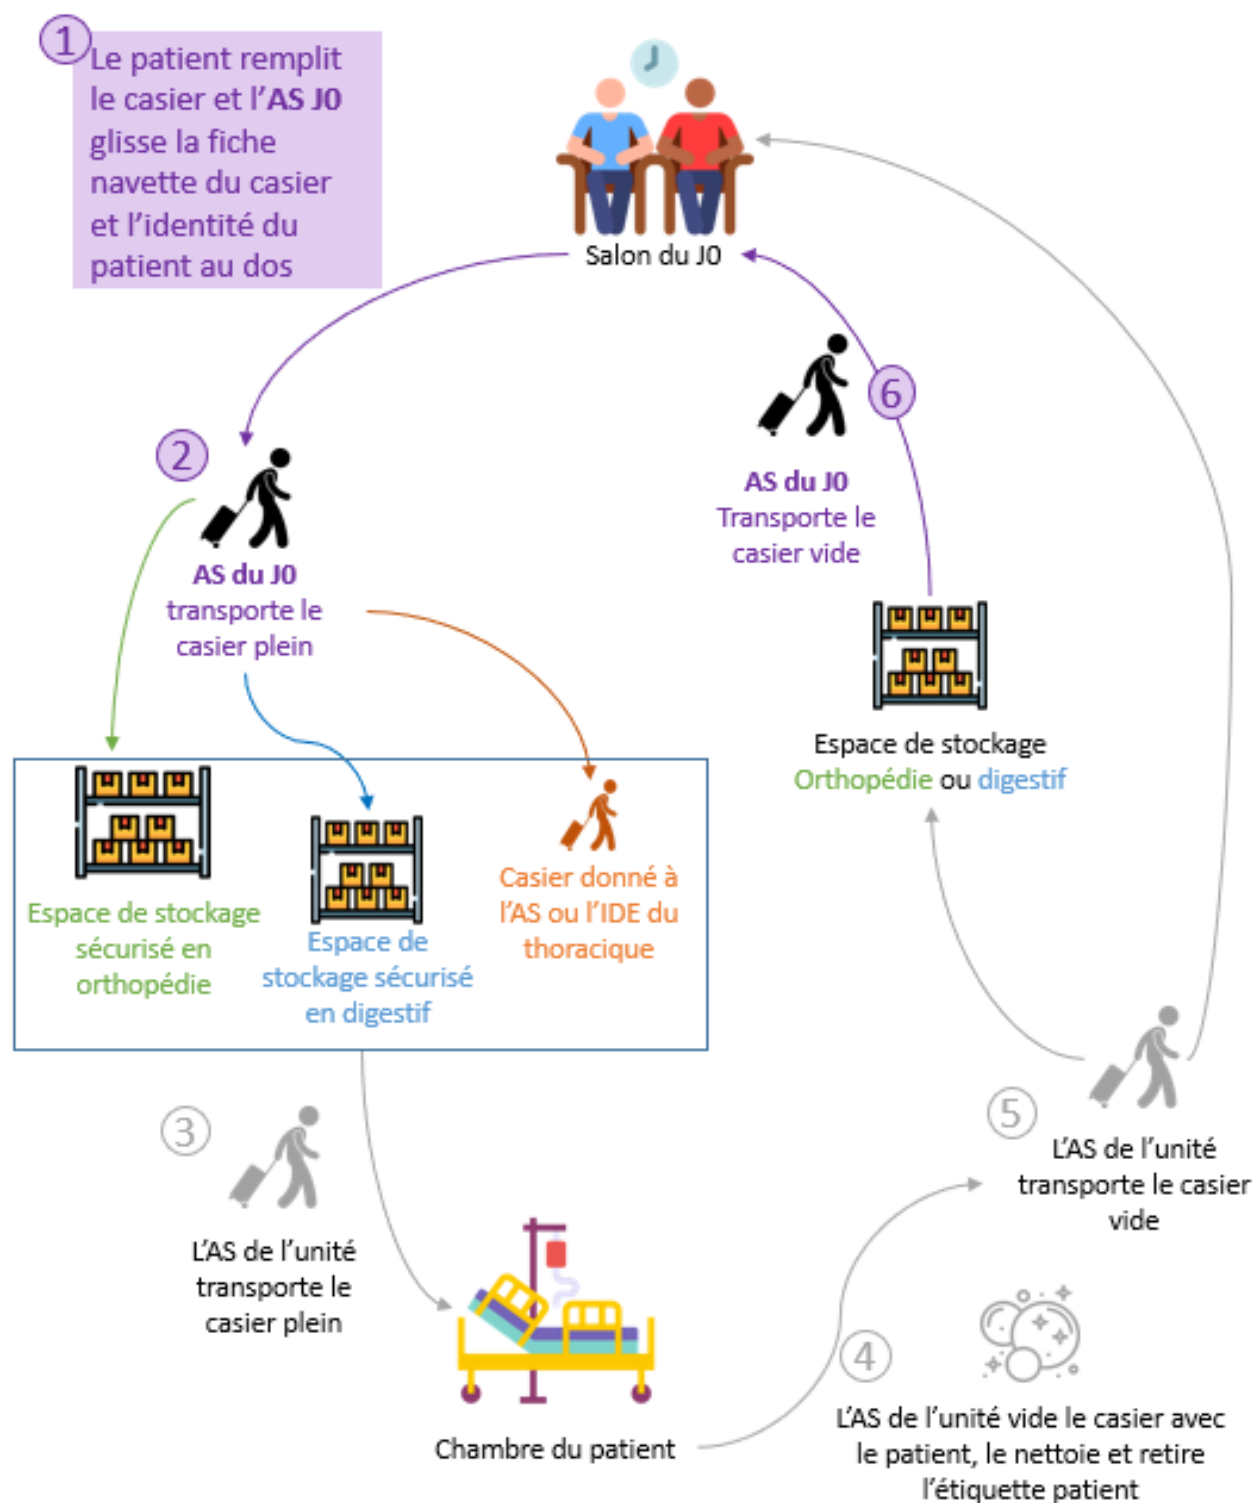 1
Le patient remplit
le casier et l'AS J0
glisse la fiche
navette du casier
et l'identité du
patient au dos
Salon du J0
2
AS du J0
transporte le
casier plein
6
AS du J0
Transporte le
casier vide
Espace de stockage
Orthopédie ou digestif
Espace de stockage
sécurisé en
orthopédie
Espace de
stockage sécurisé
en digestif
Casier donné à
l'AS ou l'IDE du
thoracique
3
L'AS de l'unité
transporte le
casier plein
Chambre du patient
4
L'AS de l'unité vide le casier avec
le patient, le nettoie et retire
l'étiquette patient
5
L'AS de l'unité
transporte le casier
vide